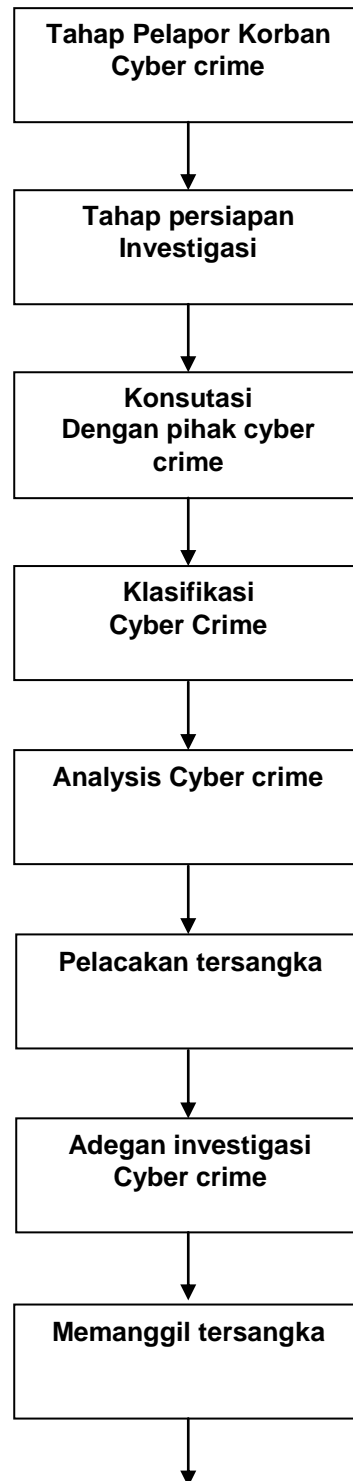 Tahap Pelapor Korban
Cyber crime
Tahap persiapan
Investigasi
Konsutasi
Dengan pihak cyber
crime
Klasifikasi
Cyber Crime
Analysis Cyber crime
Pelacakan tersangka
Adegan investigasi
Cyber crime
Memanggil tersangka